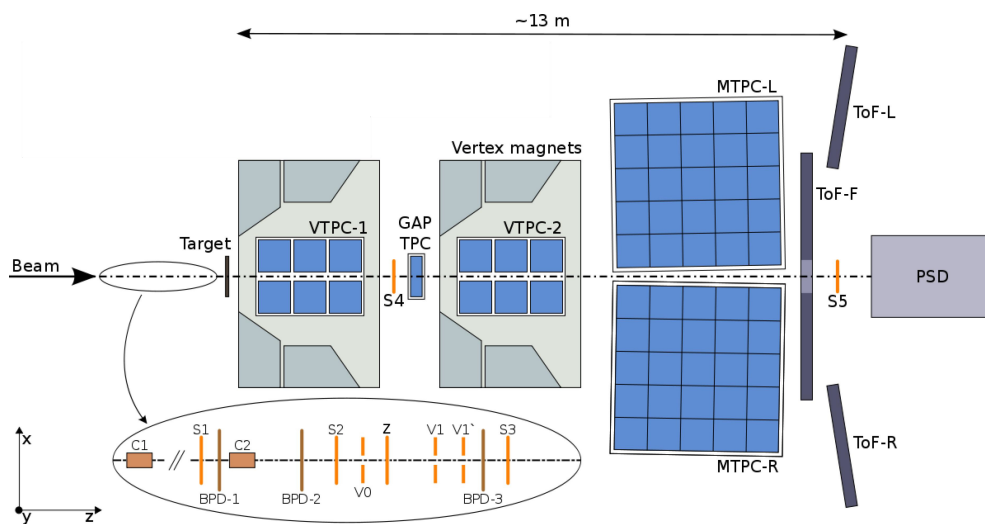 ~13 m
MTPC-L
ToF-L
Vertex magnets
ToF-F
VTPC-1
GAP
TPC
VTPC-2
Target
Beam
S4
S5
PSD
x
y
z
C1
S1
C2
S2
Z
V1
V1`
S3
BPD-1
BPD-2
V0
BPD-3
MTPC-R
ToF-R